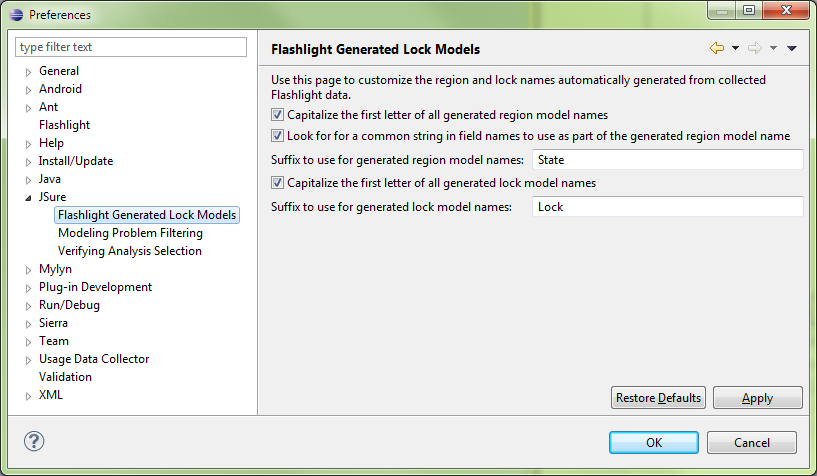 Preferences
type filter text
General
Android
Ant
Flashlight
Help
Install/Update
Java
JSure
Flashlight Generated Lock Models
Modeling Problem Filtering
Verifying Analysis Selection
Mylyn
Plug-in Development
Run/Debug
Sierra
Team
Usage Data Collector
Validation
XML
Flashlight Generated Lock Models
Use this page to customize the region and lock names automatically generated from collected
Flashlight data.
Capitalize the first letter of all generated region model names
Look for for a common string in field names to use as part of the generated region model name
Suffix to use for generated region model names: State
Capitalize the first letter of all generated lock model names
Suffix to use for generated lock model names: Lock
Restore Defaults Apply
? OK Cancel